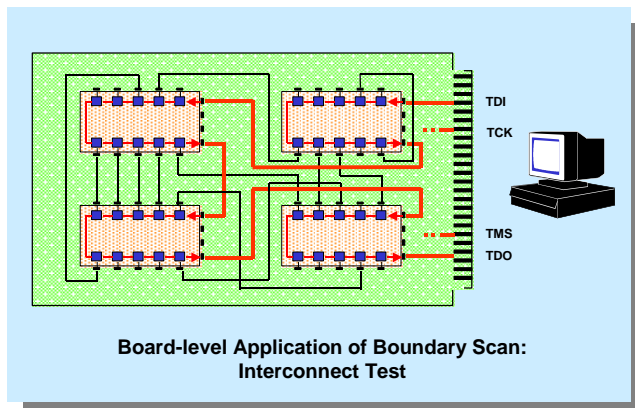 TDI
TCK
TMS
TDO
Board-level Application of Boundary Scan:
Interconnect Test